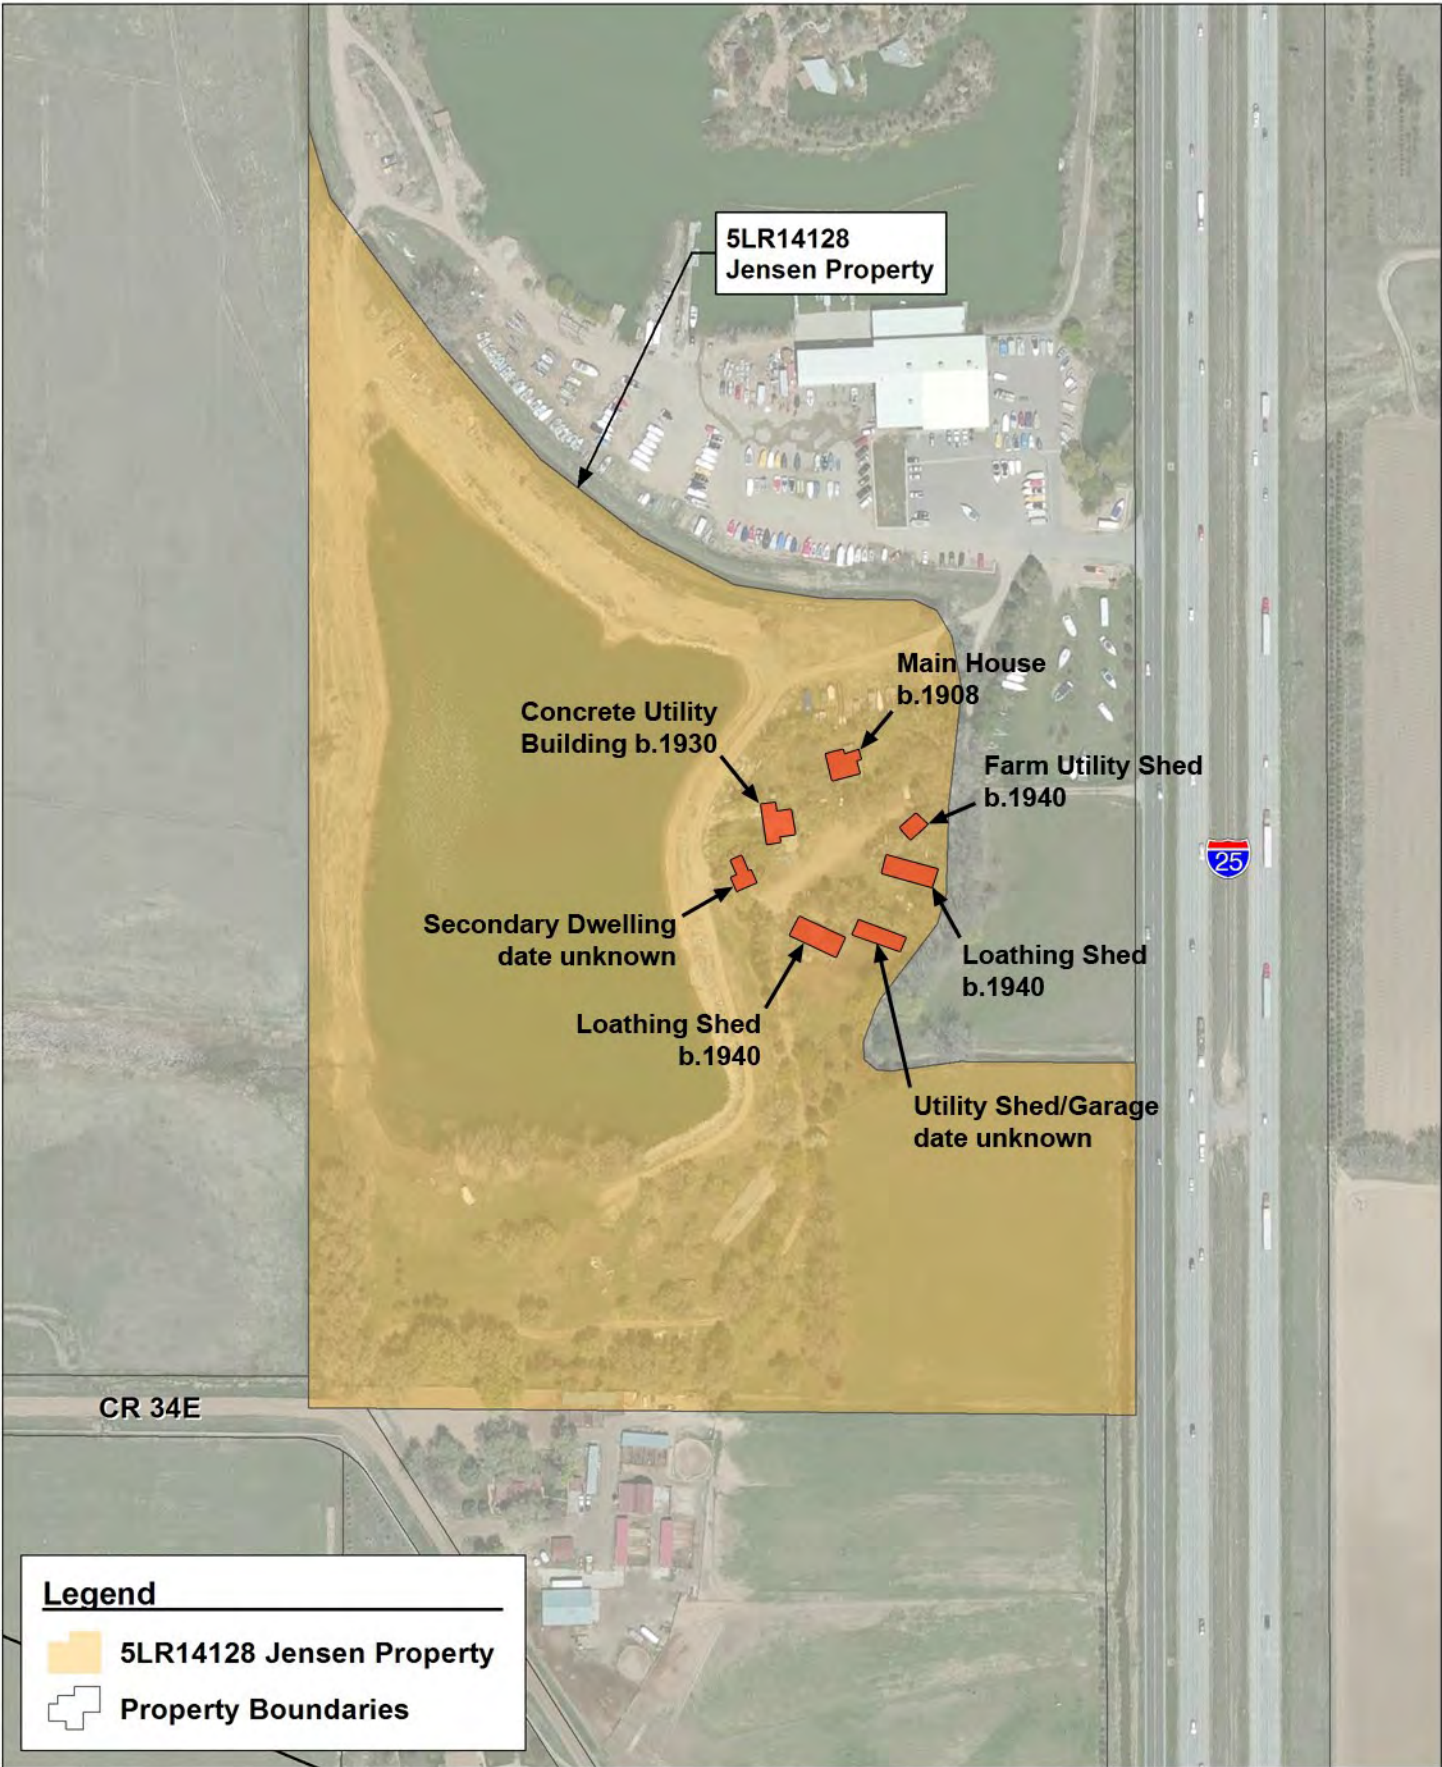 5LR14128
Jensen Property
Main House
b.1908
Concrete Utility
Building b.1930
Farm Utility Shed
b.1940
25
Secondary Dwelling
date unknown
Loathing Shed
b.1940
Loathing Shed
b.1940
Utility Shed/Garage
date unknown
CR 34E
Legend
5LR14128 Jensen Property
Property Boundaries